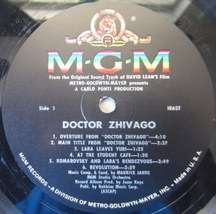 M-G-M
From the Original Sound Track of DAVID LEAN'S Film
METRO-GOLDWYN-MAYER presents
A CARLO PONTI PRODUCTION
Side 1
DOCTOR ZHIVAGO
1. OVERTURE FROM "DOCTOR ZHIVAGO"
2. MAIN TITLE FROM "DOCTOR ZHIVAGO"
3. LARA LEAVES YURI
4. AT THE STUDENT CAFE
5. KOMAROVSKY AND LARA'S RENDEZVOUS
6. REVOLUTION
Music Comp. & Cond. by MAURICE JARRE
MGM Studio Orchestra
(ASCAP)
MGM RECORDS • A DIVISION OF METRO-GOLDWYN-MAYER, INC. • MADE IN U.S.A.